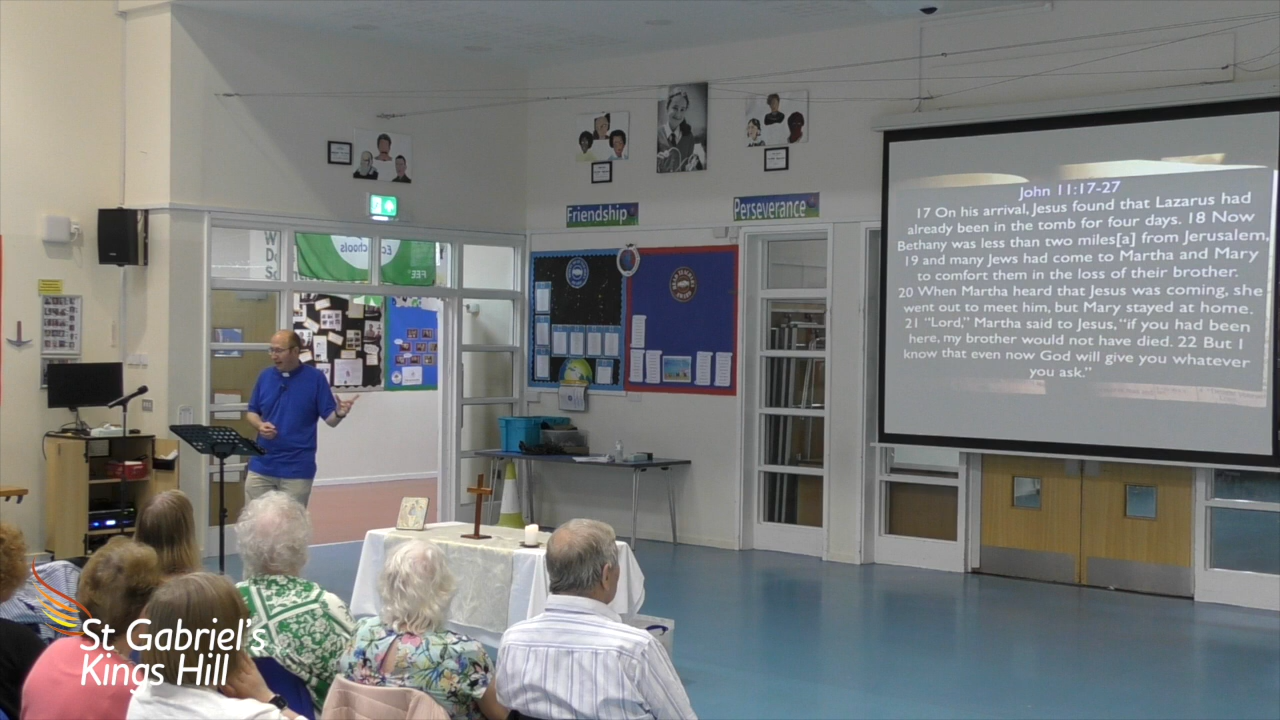 Friendship
Perseverance
Schools
FEE
John 11:17-27
17 On his arrival, Jesus found that Lazarus had
already been in the tomb for four days. 18 Now
Bethany was less than two miles[a] from Jerusalem,
19 and many Jews had come to Martha and Mary
to comfort them in the loss of their brother.
20 When Martha heard that Jesus was coming, she
went out to meet him, but Mary stayed at home.
21 “Lord,” Martha said to Jesus, “if you had been
here, my brother would not have died. 22 But I
know that even now God will give you whatever
you ask.”
St Gabriel’s
Kings Hill